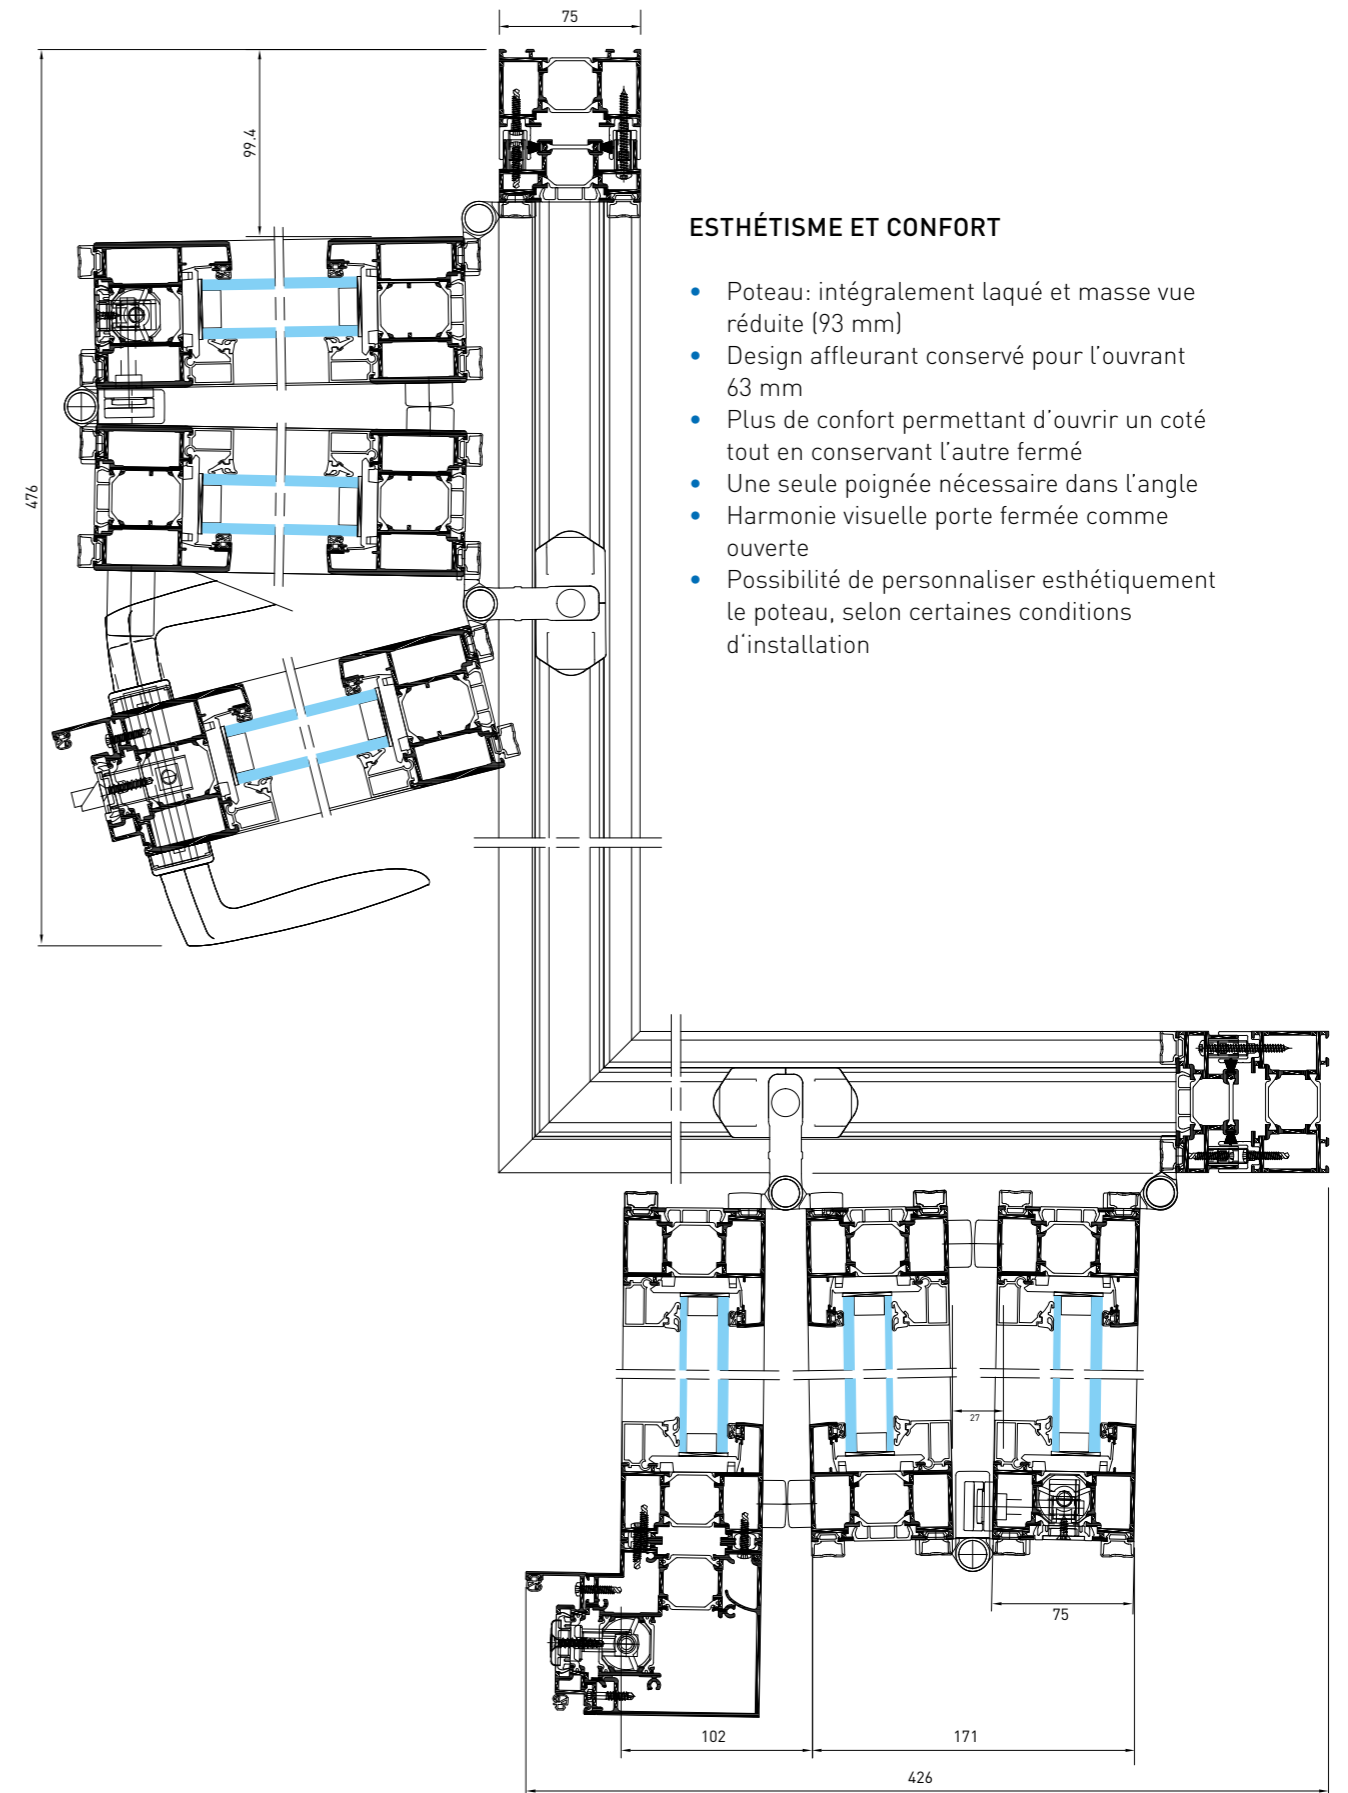 75
99.4
476
ESTHÉTISME ET CONFORT
• Poteau: intégralement laqué et masse vue
réduite (93 mm)
• Design affleurant conservé pour l’ouvrant
63 mm
• Plus de confort permettant d’ouvrir un coté
tout en conservant l’autre fermé
• Une seule poignée nécessaire dans l’angle
• Harmonie visuelle porte fermée comme
ouverte
• Possibilité de personnaliser esthétiquement
le poteau, selon certaines conditions
d’installation
27
75
102
171
426